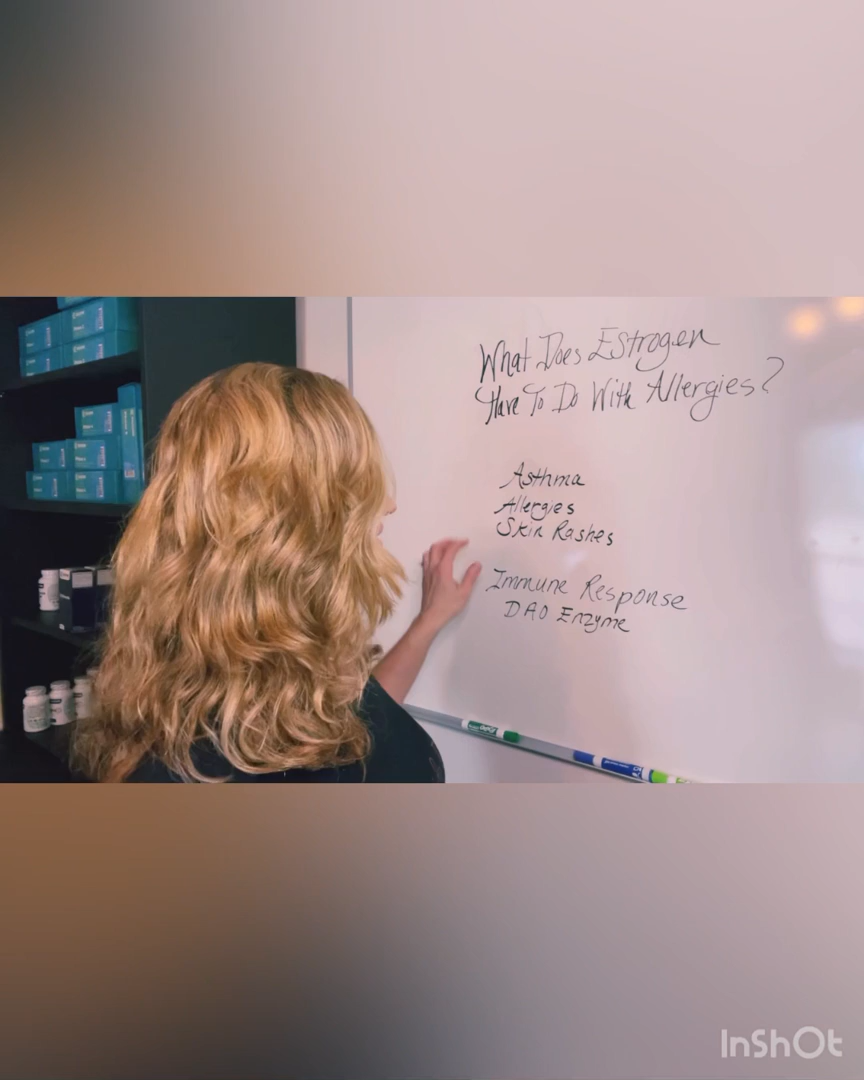 What Does Estrogen
Have To Do With Allergies?
Asthma
Allergies
Skin Rashes
Immune Response
DAO Enzyme
InShOt